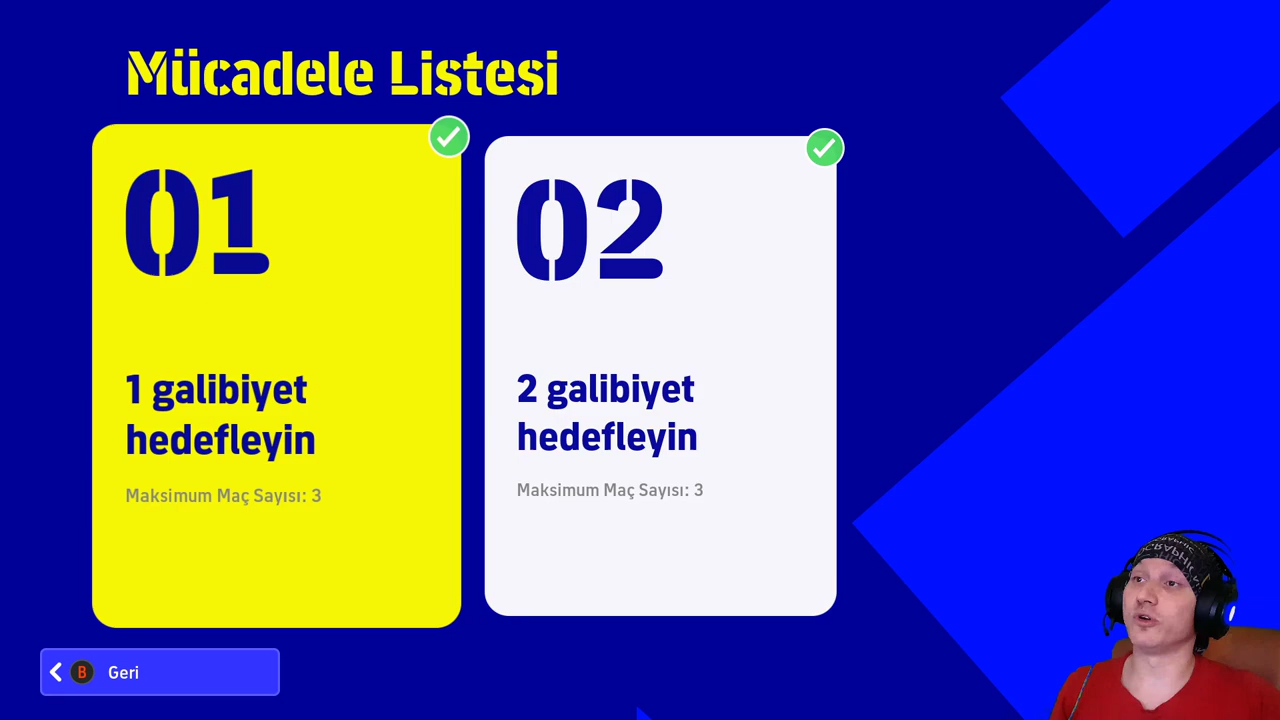 Mücadele Listesi
01
1 galibiyet
hedefleyin
Maksimum Maç Sayısı: 3
02
2 galibiyet
hedefleyin
Maksimum Maç Sayısı: 3
B Geri